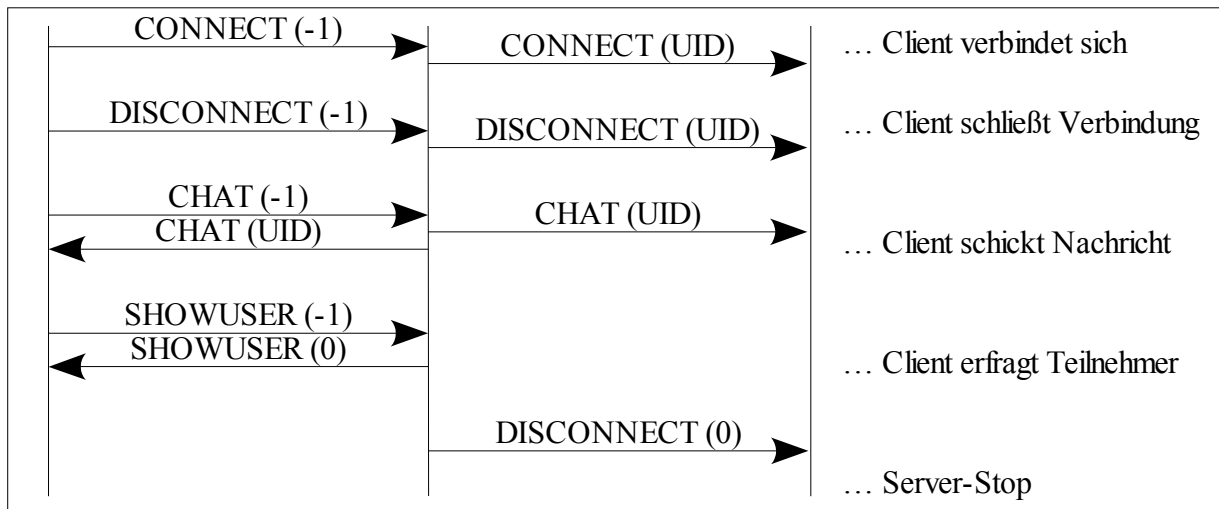 CONNECT (-1)
CONNECT (UID)
… Client verbindet sich
DISCONNECT (-1)
DISCONNECT (UID)
… Client schließt Verbindung
CHAT (-1)
CHAT (UID)
CHAT (UID)
… Client schickt Nachricht
SHOWUSER (-1)
SHOWUSER (0)
… Client erfragt Teilnehmer
DISCONNECT (0)
… Server-Stop